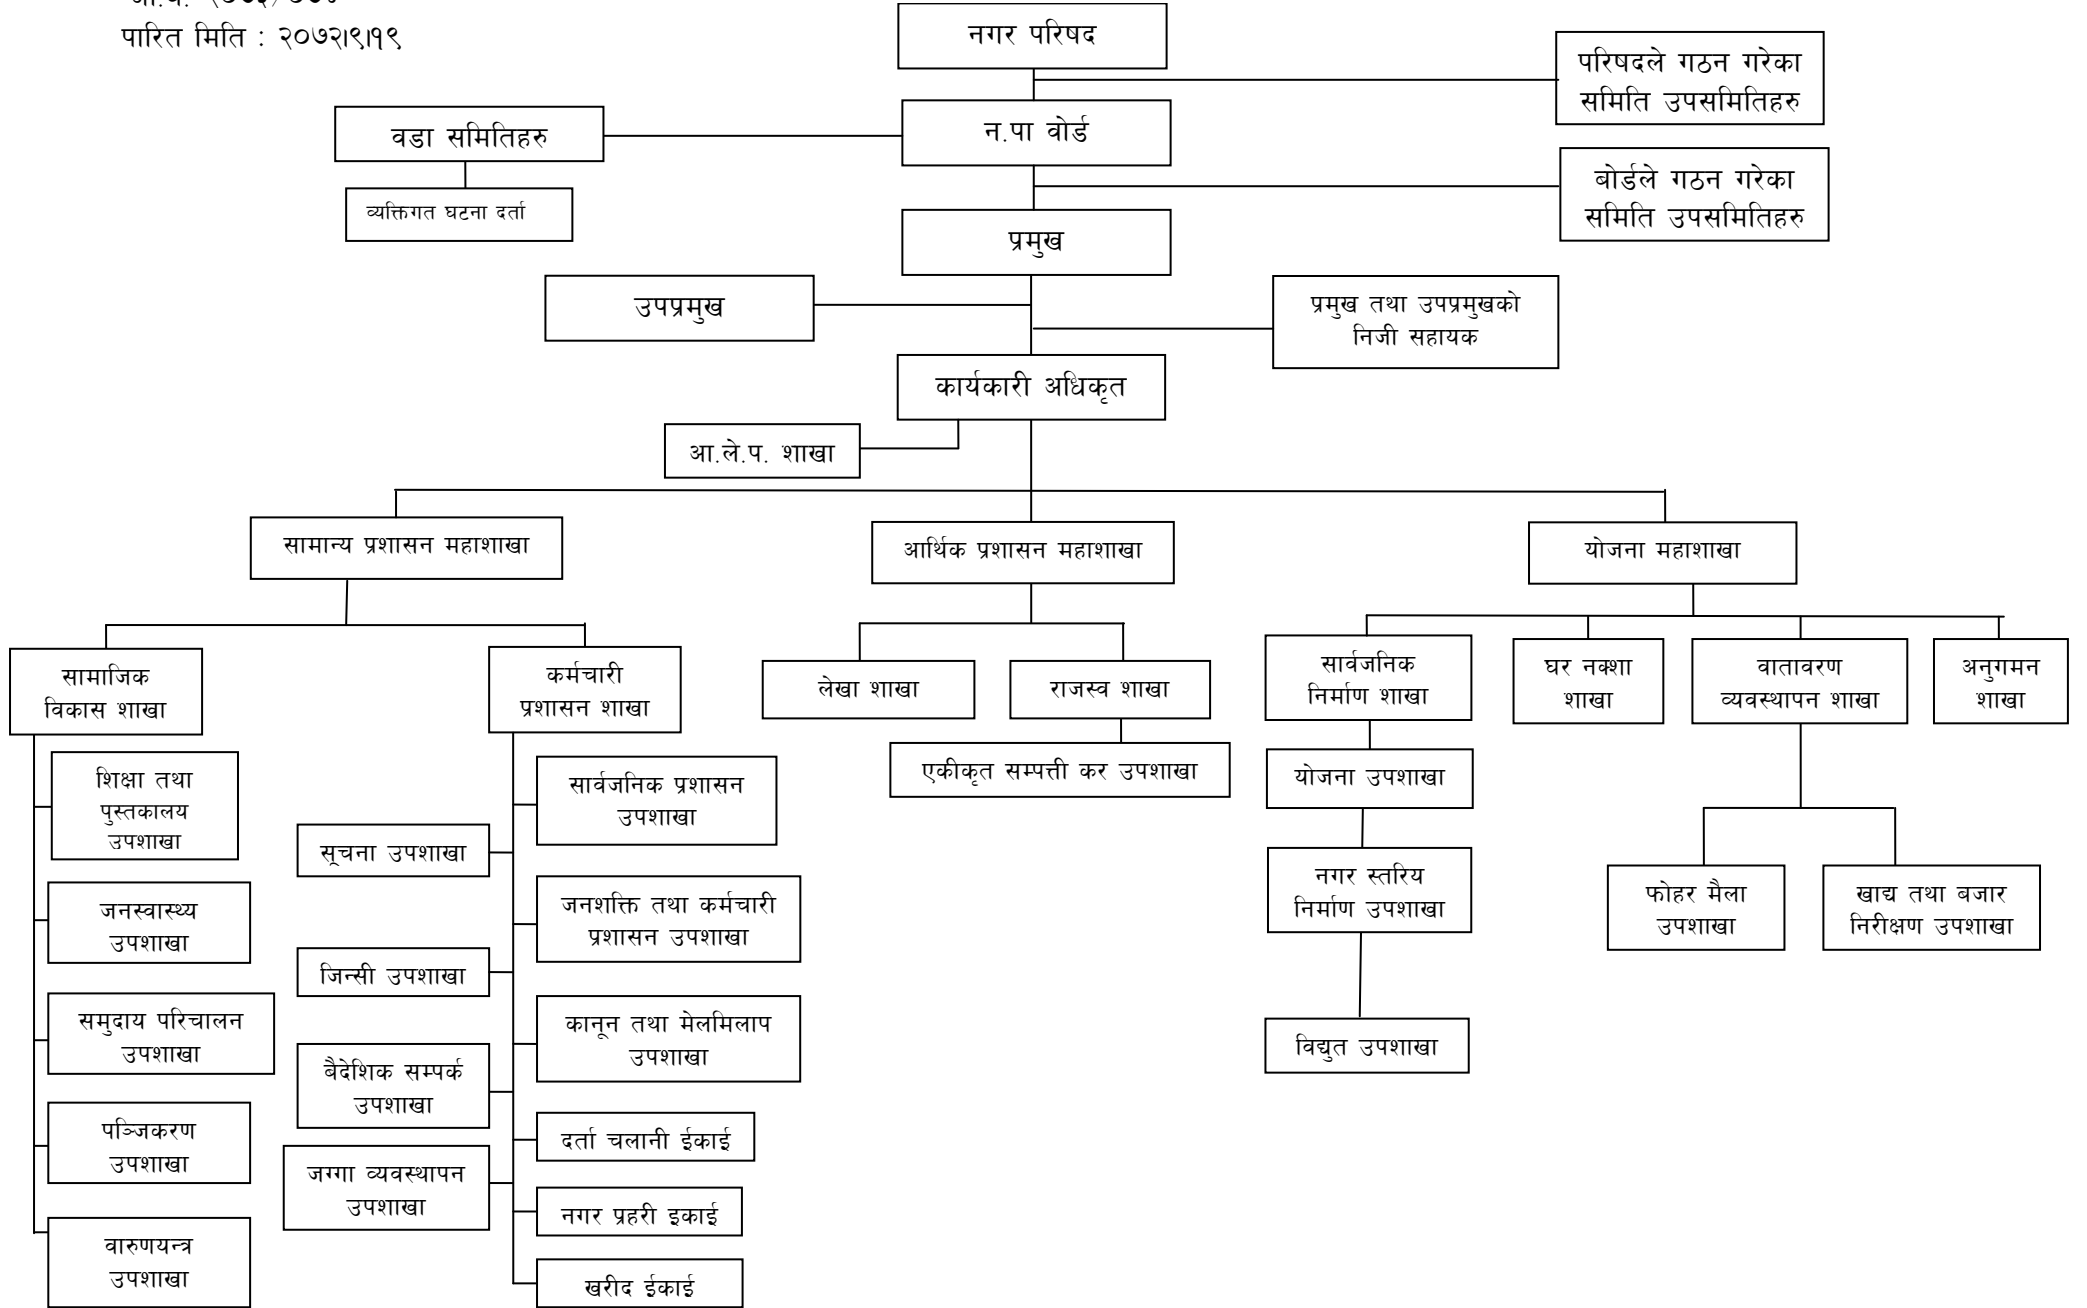 पारित मिति : २०७२।९।१९
नगर परिषद
परिषदले गठन गरेका
समिति उपसमितिहरु
वडा समितिहरु
न.पा वोर्ड
बोर्डले गठन गरेका
समिति उपसमितिहरु
व्यक्तिगत घटना दर्ता
प्रमुख
उपप्रमुख
प्रमुख तथा उपप्रमुखको
निजी सहायक
कार्यकारी अधिकृत
आ.ले.प. शाखा
सामान्य प्रशासन महाशाखा
आर्थिक प्रशासन महाशाखा
योजना महाशाखा
सामाजिक
विकास शाखा
कर्मचारी
प्रशासन शाखा
लेखा शाखा
राजस्व शाखा
सार्वजनिक
निर्माण शाखा
घर नक्शा
शाखा
वातावरण
व्यवस्थापन शाखा
अनुगमन
शाखा
शिक्षा तथा
पुस्तकालय
उपशाखा
सार्वजनिक प्रशासन
उपशाखा
एकीकृत सम्पत्ती कर उपशाखा
योजना उपशाखा
सूचना उपशाखा
जनस्वास्थ्य
उपशाखा
जनशक्ति तथा कर्मचारी
प्रशासन उपशाखा
नगर स्तरिय
निर्माण उपशाखा
फोहर मैला
उपशाखा
खाद्य तथा बजार
निरीक्षण उपशाखा
जिन्सी उपशाखा
समुदाय परिचालन
उपशाखा
कानून तथा मेलमिलाप
उपशाखा
विद्युत उपशाखा
बैदेशिक सम्पर्क
उपशाखा
पञ्जिकरण
उपशाखा
दर्ता चलानी ईकाई
जग्गा व्यवस्थापन
उपशाखा
नगर प्रहरी इकाई
वारुणयन्त्र
उपशाखा
खरीद ईकाई